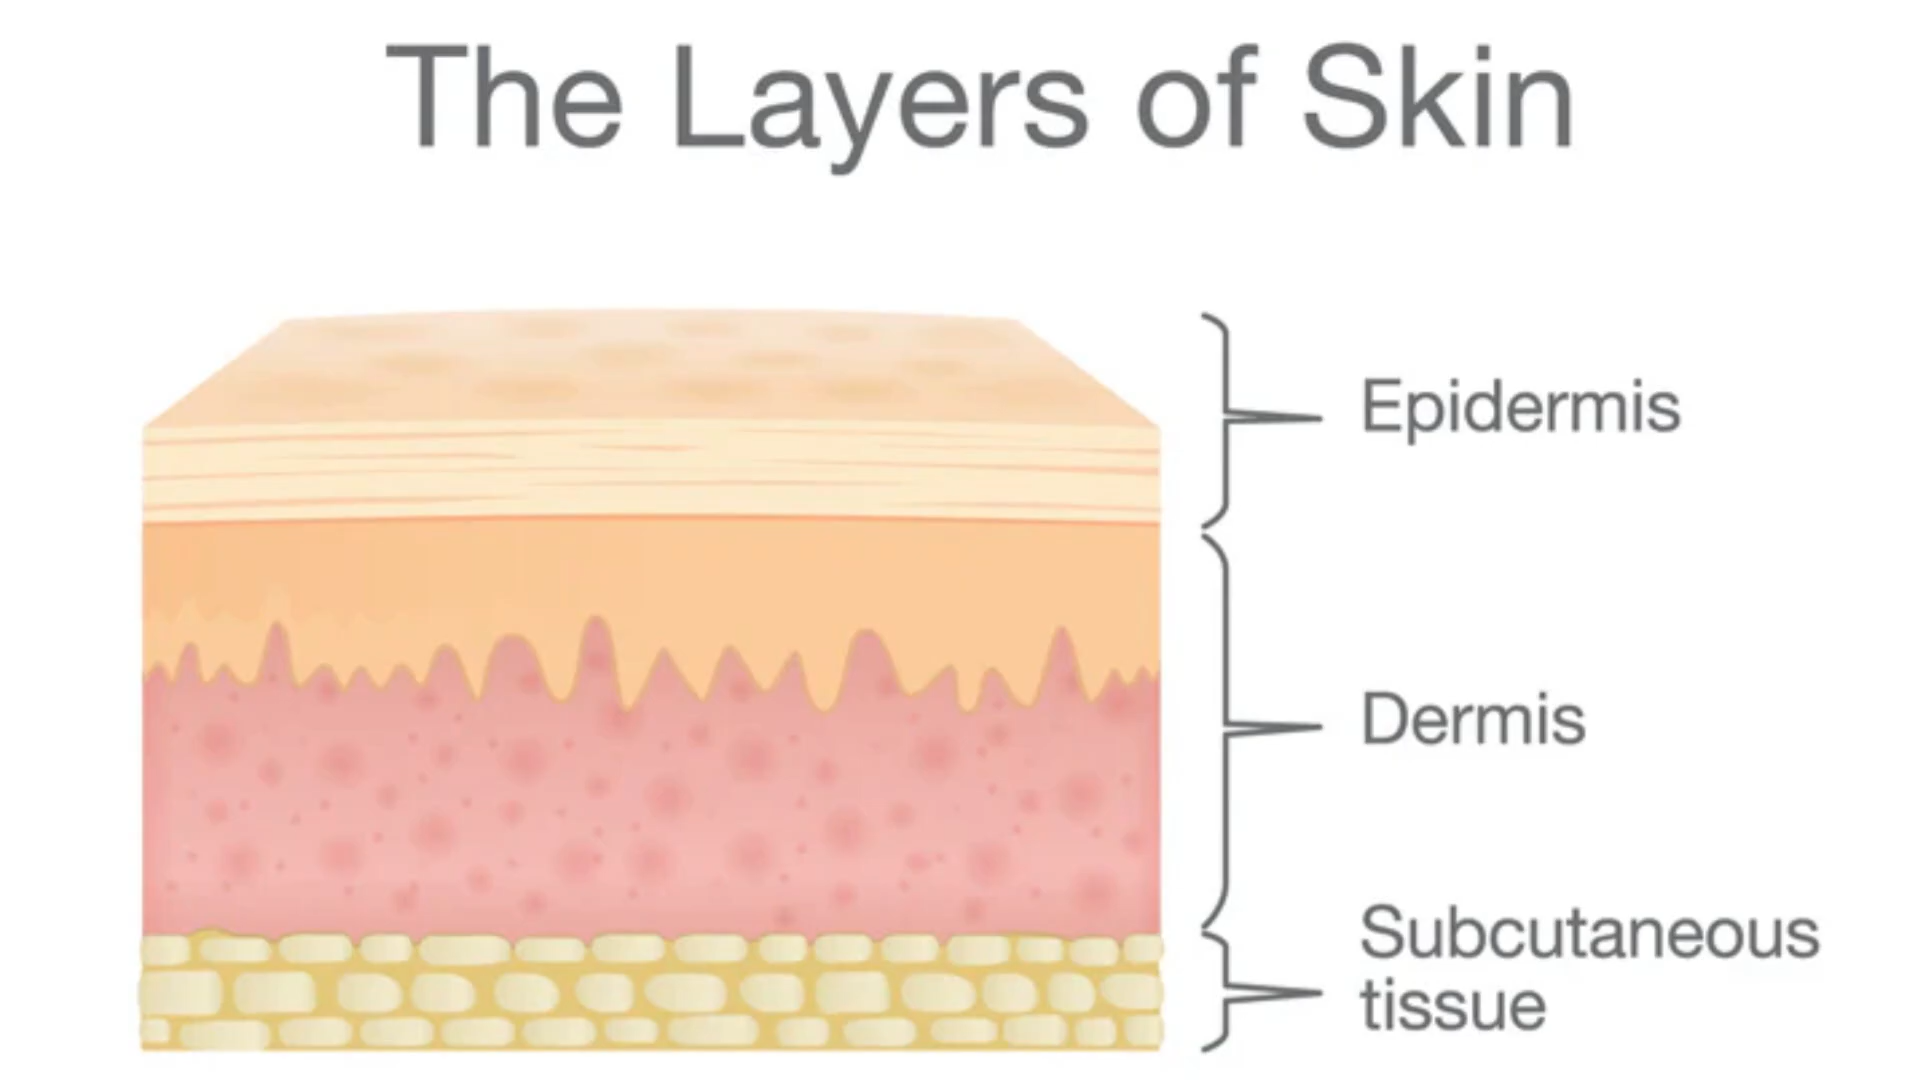 The Layers of Skin
Epidermis
Dermis
Subcutaneous
tissue